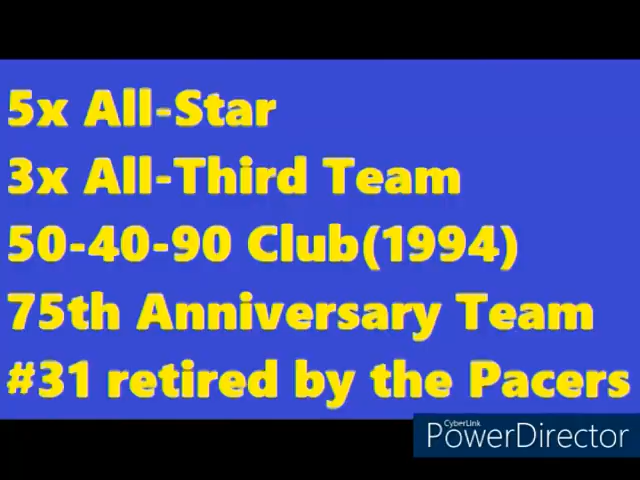 5x All-Star
3x All-Third Team
50-40-90 Club(1994)
75th Anniversary Team
#31 retired by the Pacers
CyberLink
PowerDirector